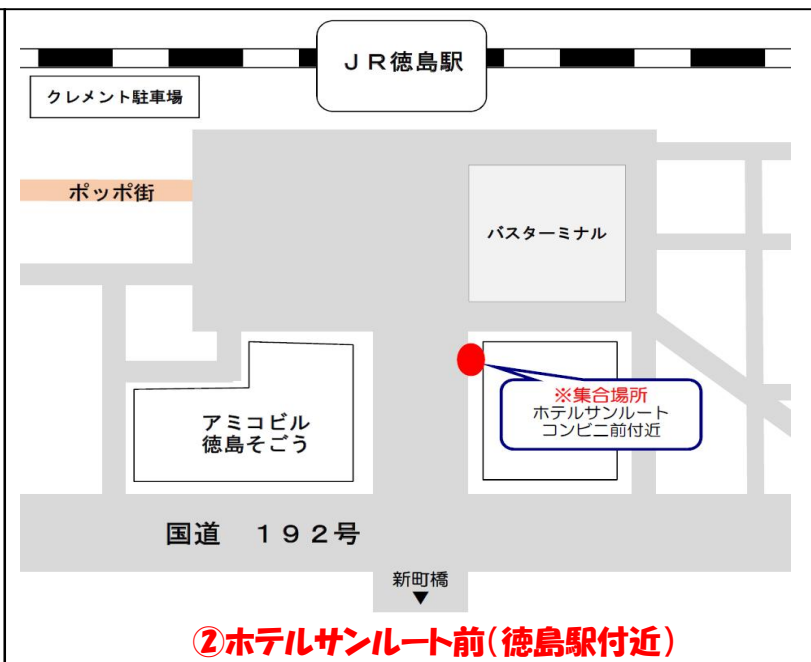 ＪＲ徳島駅
クレメント駐車場
ポッポ街
バスターミナル
※集合場所
ホテルサンルート
コンビニ前付近
アミコビル
徳島そごう
国道　１９２号
新町橋
▼
②ホテルサンルート前(徳島駅付近)